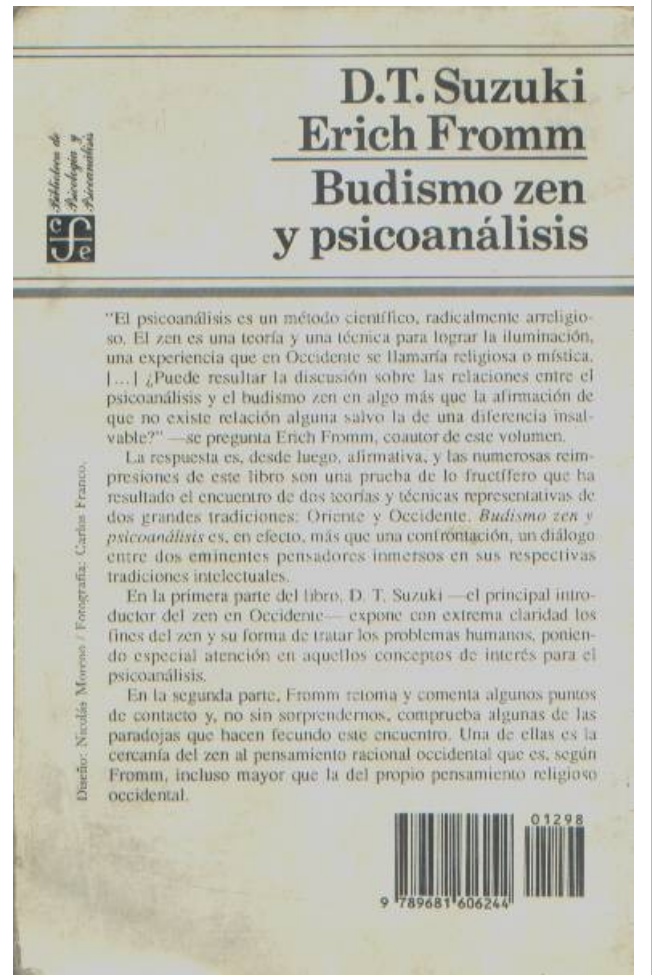 D.T. Suzuki
Erich Fromm
Budismo zen
y psicoanálisis
Biblioteca de
Psicología y
Psicoanálisis
cfe
"El psicoanálisis es un método científico, radicalmente arreligio-
so. El zen es una teoría y una técnica para lograr la iluminación,
una experiencia que en Occidente se llamaría religiosa o mística.
[...] ¿Puede resultar la discusión sobre las relaciones entre el
psicoanálisis y el budismo zen en algo más que la afirmación de
que no existe relación alguna salvo la de una diferencia insal-
vable?" —se pregunta Erich Fromm, coautor de este volumen.
La respuesta es, desde luego, afirmativa, y las numerosas reim-
presiones de este libro son una prueba de lo fructífero que ha
resultado el encuentro de dos teorías y técnicas representativas de
dos grandes tradiciones: Oriente y Occidente. Budismo zen y
psicoanálisis es, en efecto, más que una confrontación, un diálogo
entre dos eminentes pensadores inmersos en sus respectivas
tradiciones intelectuales.
En la primera parte del libro, D. T. Suzuki —el principal intro-
ductor del zen en Occidente— expone con extrema claridad los
fines del zen y su forma de tratar los problemas humanos, ponien-
do especial atención en aquellos conceptos de interés para el
psicoanálisis.
En la segunda parte, Fromm retoma y comenta algunos puntos
de contacto y, no sin sorprendernos, comprueba algunas de las
paradojas que hacen fecundo este encuentro. Una de ellas es la
cercanía del zen al pensamiento racional occidental que es, según
Fromm, incluso mayor que la del propio pensamiento religioso
occidental.
Diseño: Nicolás Moreno / Fotografía: Carlos Franco.
01298
9 789681 606244